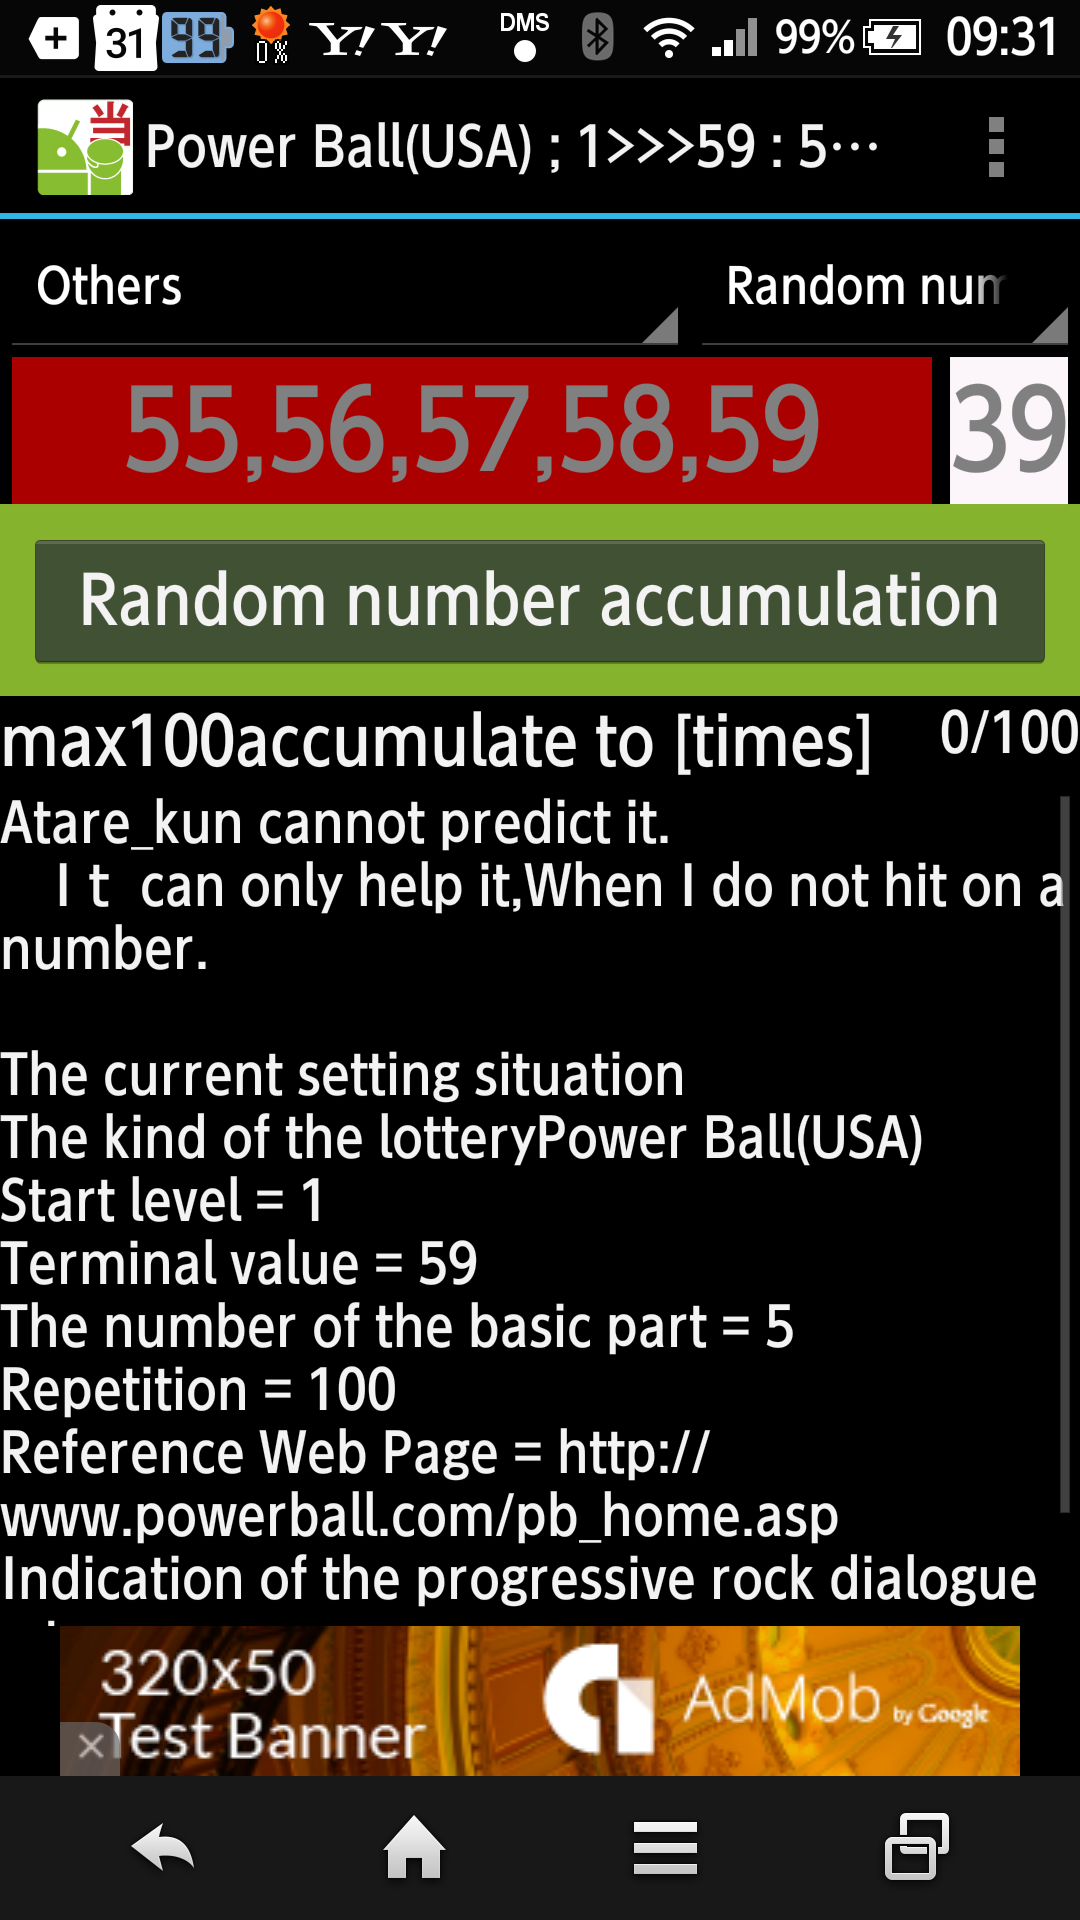 31 99 0% Y! Y! DMS 99% 09:31
当 Power Ball(USA) ; 1>>>59 : 5…
Others Random num
55,56,57,58,59 39
Random number accumulation
max100accumulate to [times] 0/100
Atare_kun cannot predict it.
I t can only help it,When I do not hit on a
number.
The current setting situation
The kind of the lotteryPower Ball(USA)
Start level = 1
Terminal value = 59
The number of the basic part = 5
Repetition = 100
Reference Web Page = http://
www.powerball.com/pb_home.asp
Indication of the progressive rock dialogue
320x50
Test Banner
AdMob by Google